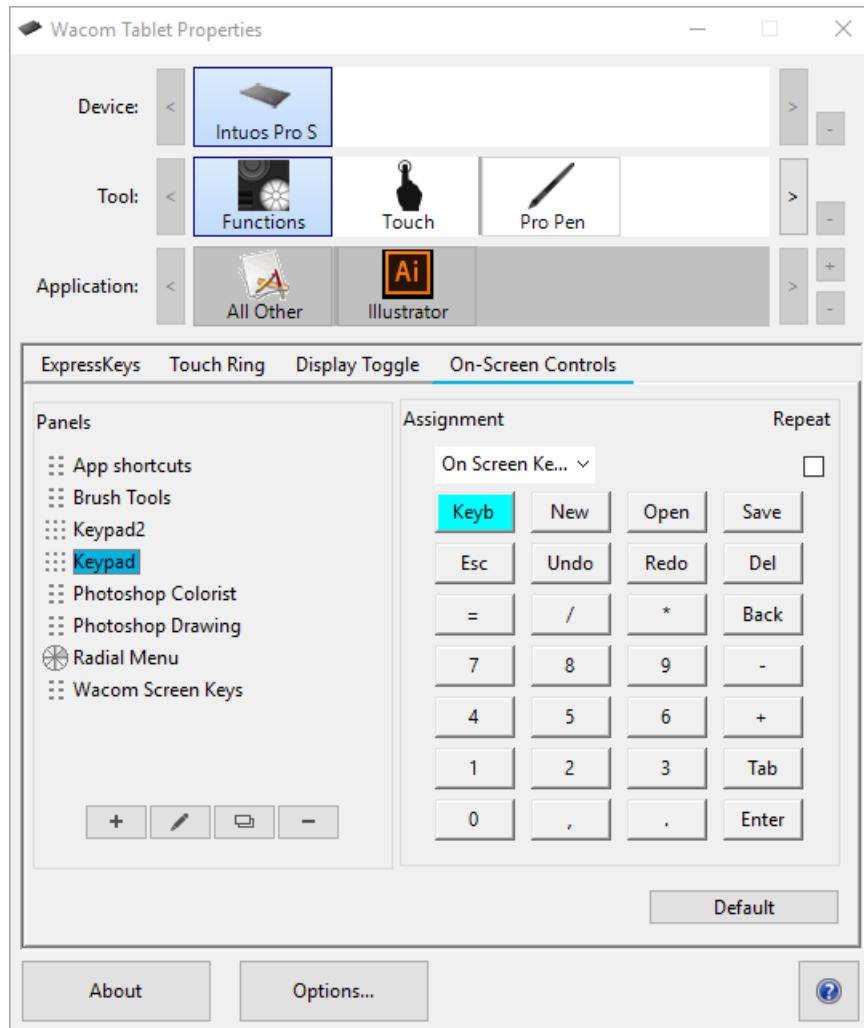 Wacom Tablet Properties
Device:
<
Intuos Pro S
>
-
Tool:
<
Functions
Touch
Pro Pen
>
-
Application:
<
All Other
Ai
Illustrator
>
+
-
ExpressKeys Touch Ring Display Toggle On-Screen Controls
Panels
App shortcuts
Brush Tools
Keypad2
Keypad
Photoshop Colorist
Photoshop Drawing
Radial Menu
Wacom Screen Keys
+ −
Assignment Repeat
On Screen Ke...
Keyb New Open Save
Esc Undo Redo Del
= / * Back
7 8 9 -
4 5 6 +
1 2 3 Tab
0 , . Enter
Default
About Options... ?